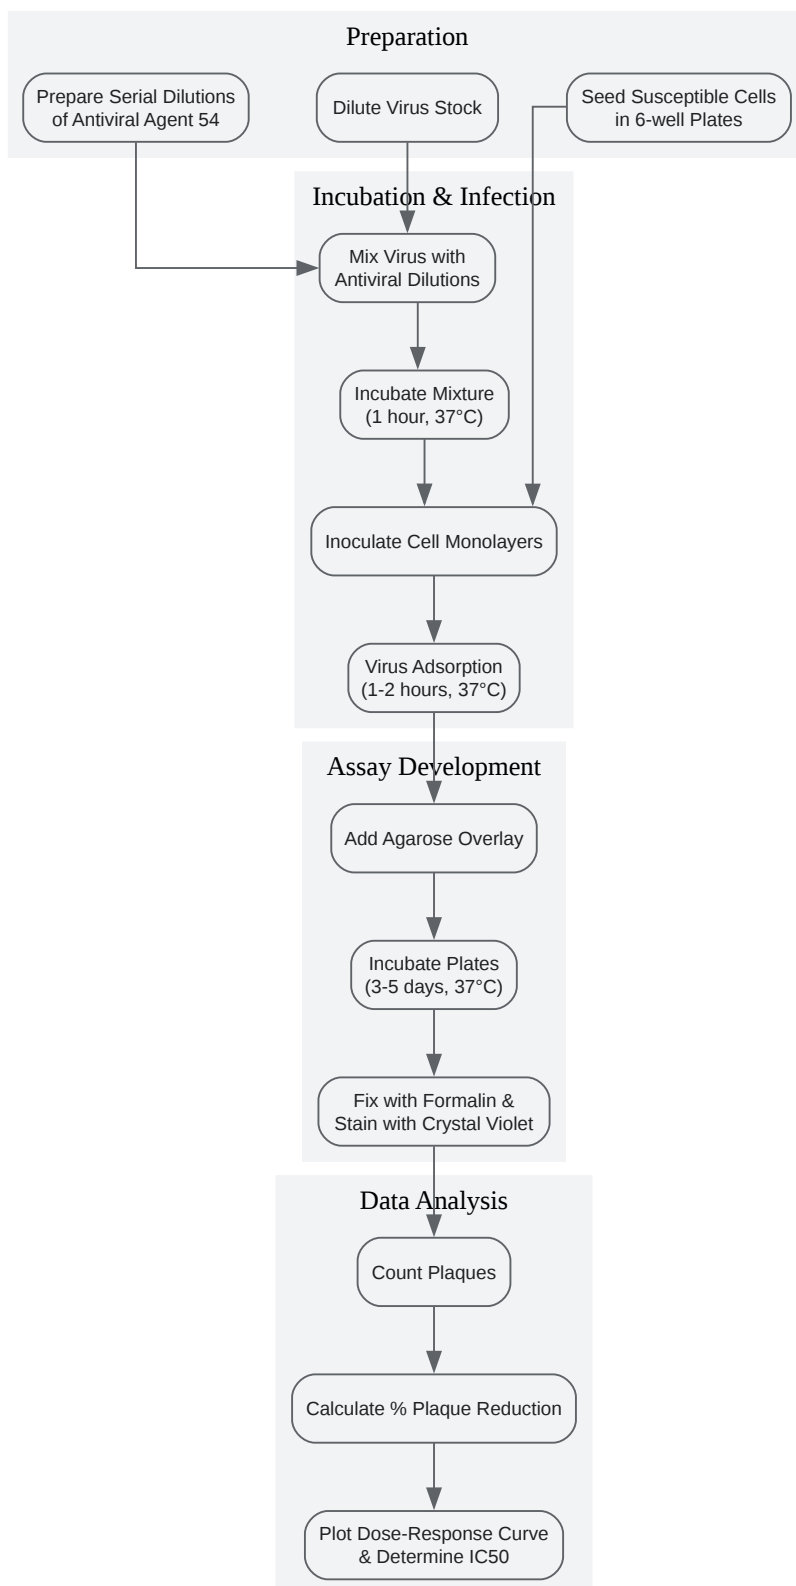 Preparation
Prepare Serial Dilutions
of Antiviral Agent 54
Dilute Virus Stock
Seed Susceptible Cells
in 6-well Plates
Incubation & Infection
Mix Virus with
Antiviral Dilutions
Incubate Mixture
(1 hour, 37°C)
Inoculate Cell Monolayers
Virus Adsorption
(1-2 hours, 37°C)
Assay Development
Add Agarose Overlay
Incubate Plates
(3-5 days, 37°C)
Fix with Formalin &
Stain with Crystal Violet
Data Analysis
Count Plaques
Calculate % Plaque Reduction
Plot Dose-Response Curve
& Determine IC50